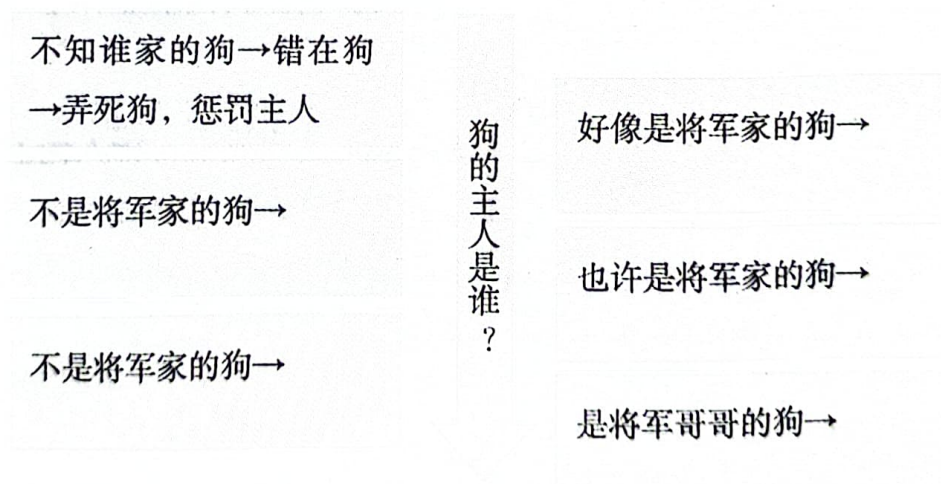 不知谁家的狗→错在狗
→弄死狗，惩罚主人
不是将军家的狗→
不是将军家的狗→
狗的主人是谁？
好像是将军家的狗→
也许是将军家的狗→
是将军哥哥的狗→